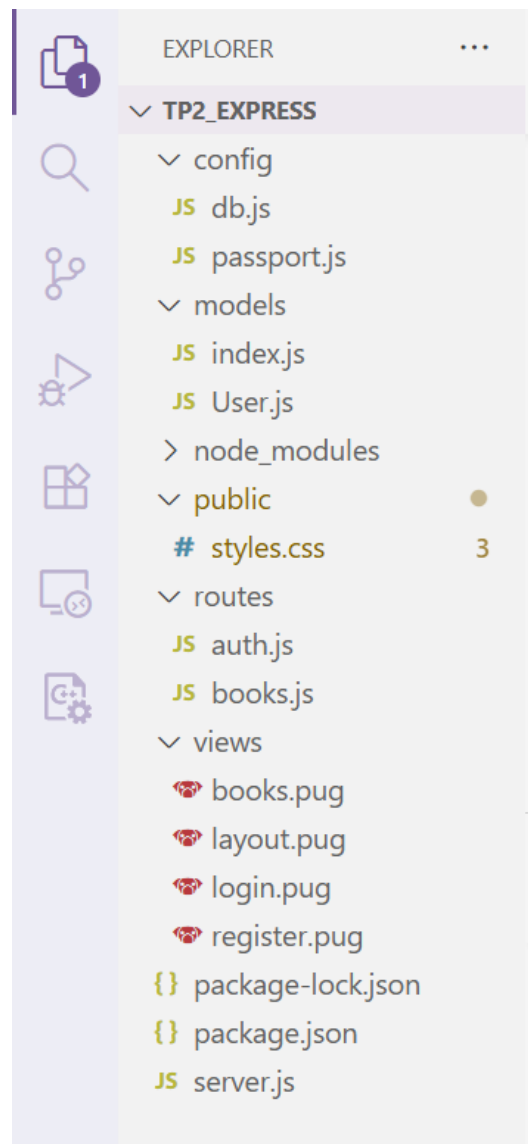 EXPLORER ...
1
TP2_EXPRESS
config
JS db.js
JS passport.js
models
JS index.js
JS User.js
node_modules
public
# styles.css 3
routes
JS auth.js
JS books.js
views
books.pug
layout.pug
login.pug
register.pug
{} package-lock.json
{} package.json
JS server.js
C++